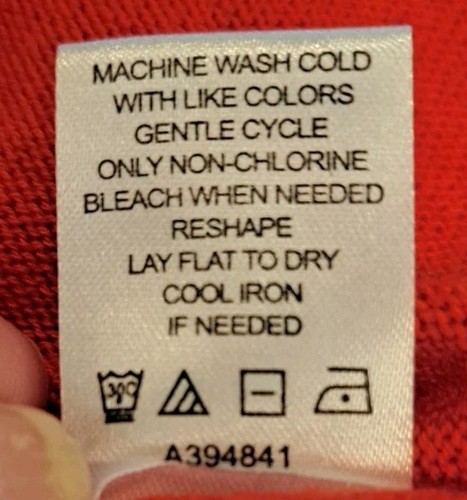 MACHINE WASH COLD
WITH LIKE COLORS
GENTLE CYCLE
ONLY NON-CHLORINE
BLEACH WHEN NEEDED
RESHAPE
LAY FLAT TO DRY
COOL IRON
IF NEEDED
30C
A394841